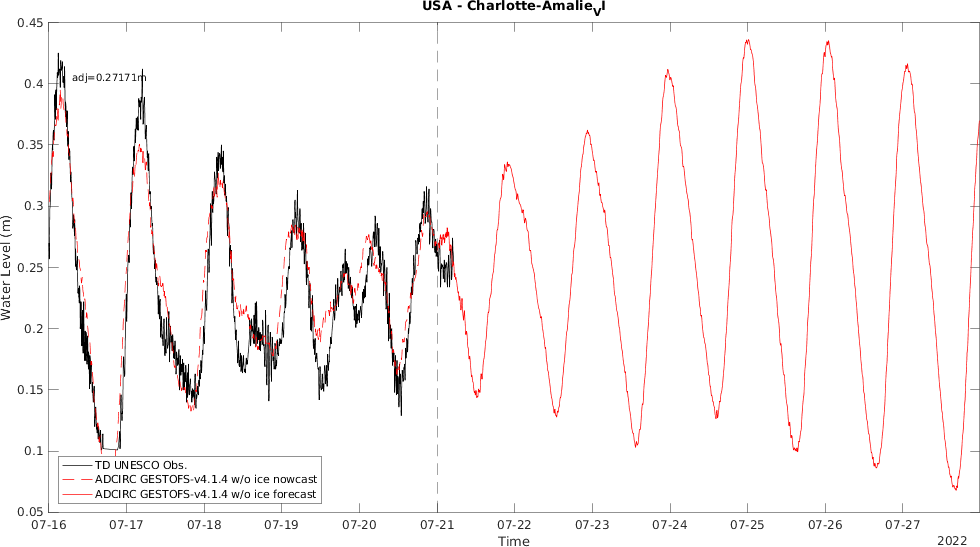 USA - Charlotte-AmalieVI
0.45
0.4
0.35
0.3
0.25
0.2
0.15
0.1
0.05
Water Level (m)
adj=0.27171m
TD UNESCO Obs.
ADCIRC GESTOFS-v4.1.4 w/o ice nowcast
ADCIRC GESTOFS-v4.1.4 w/o ice forecast
07-16 07-17 07-18 07-19 07-20 07-21 07-22 07-23 07-24 07-25 07-26 07-27
Time
2022